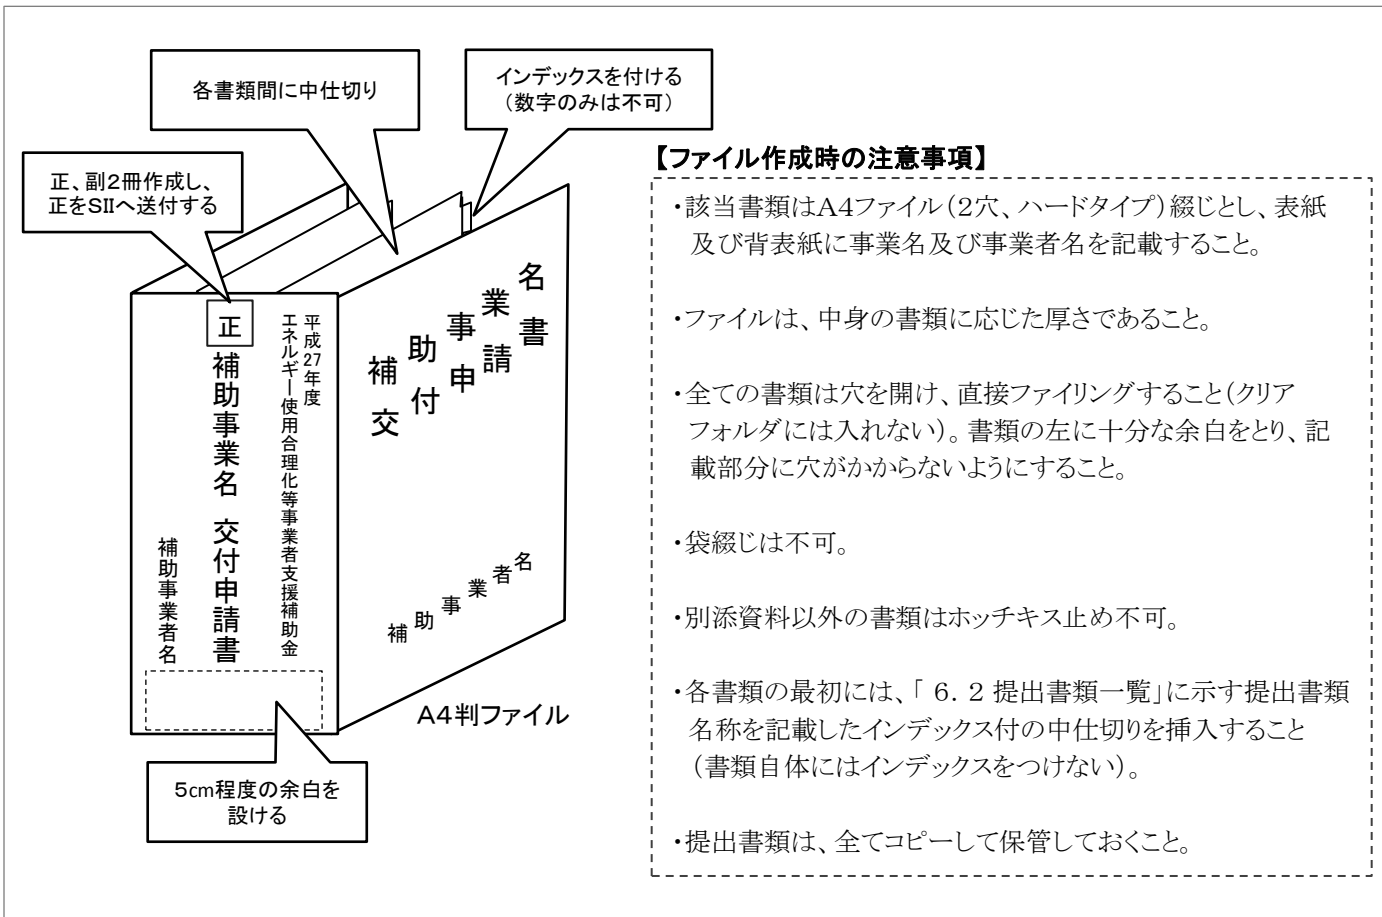 各書類間に中仕切り
インデックスを付ける
（数字のみは不可）
正、副２冊作成し、
正をSIIへ送付する
正
平成27年度
エネルギー使用合理化等事業者支援補助金
補助事業名 交付申請書
補助事業者名
補助事業名
交付申請書
補助事業者名
A4判ファイル
5cm程度の余白を
設ける
【ファイル作成時の注意事項】
・該当書類はA4ファイル（2穴、ハードタイプ）綴じとし、表紙
及び背表紙に事業名及び事業者名を記載すること。
・ファイルは、中身の書類に応じた厚さであること。
・全ての書類は穴を開け、直接ファイリングすること（クリア
フォルダには入れない）。書類の左に十分な余白をとり、記
載部分に穴がかからないようにすること。
・袋綴じは不可。
・別添資料以外の書類はホッチキス止め不可。
・各書類の最初には、「 ６．２ 提出書類一覧」に示す提出書類
名称を記載したインデックス付の中仕切りを挿入すること
（書類自体にはインデックスをつけない）。
・提出書類は、全てコピーして保管しておくこと。